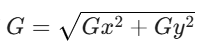 G = √(Gx² + Gy²)